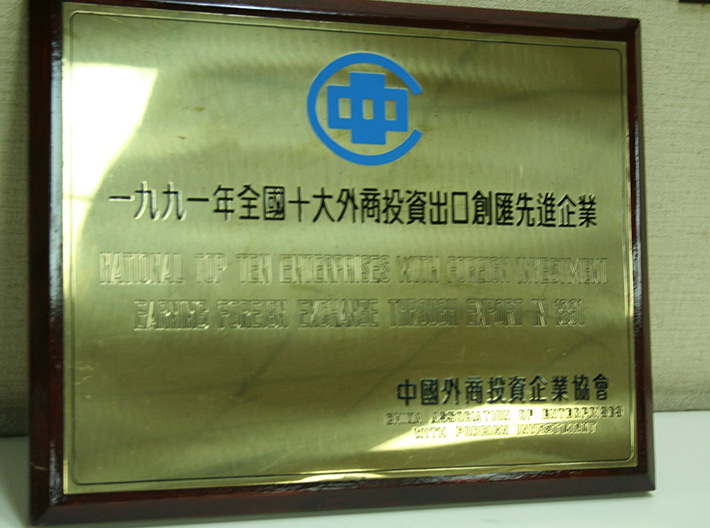 中
一九九一年全國十大外商投資出口創匯先進企業
NATIONAL TOP TEN ENTERPRISES WITH FOREIGN INVESTMENT
EARNING FOREIGN EXCHANGE THROUGH EXPORT IN 1991
中國外商投資企業協會
CHINA ASSOCIATION OF ENTERPRISES
WITH FOREIGN INVESTMENT